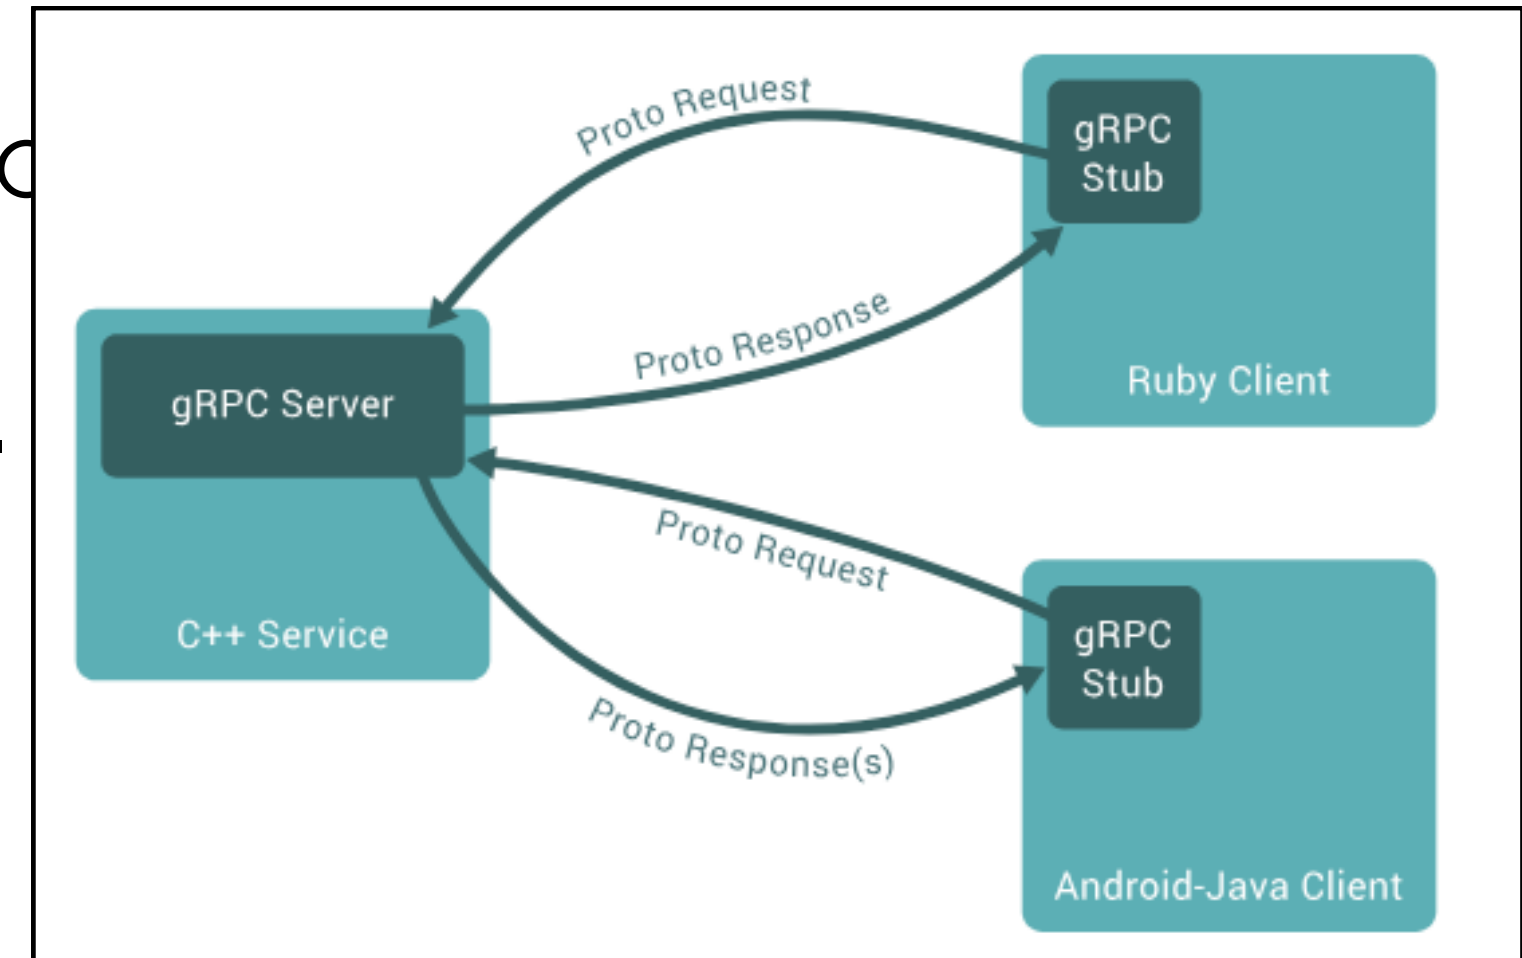 Proto Request
gRPC
Stub
Proto Response
Ruby Client
gRPC Server
C++ Service
Proto Request
gRPC
Stub
Proto Response(s)
Android-Java Client